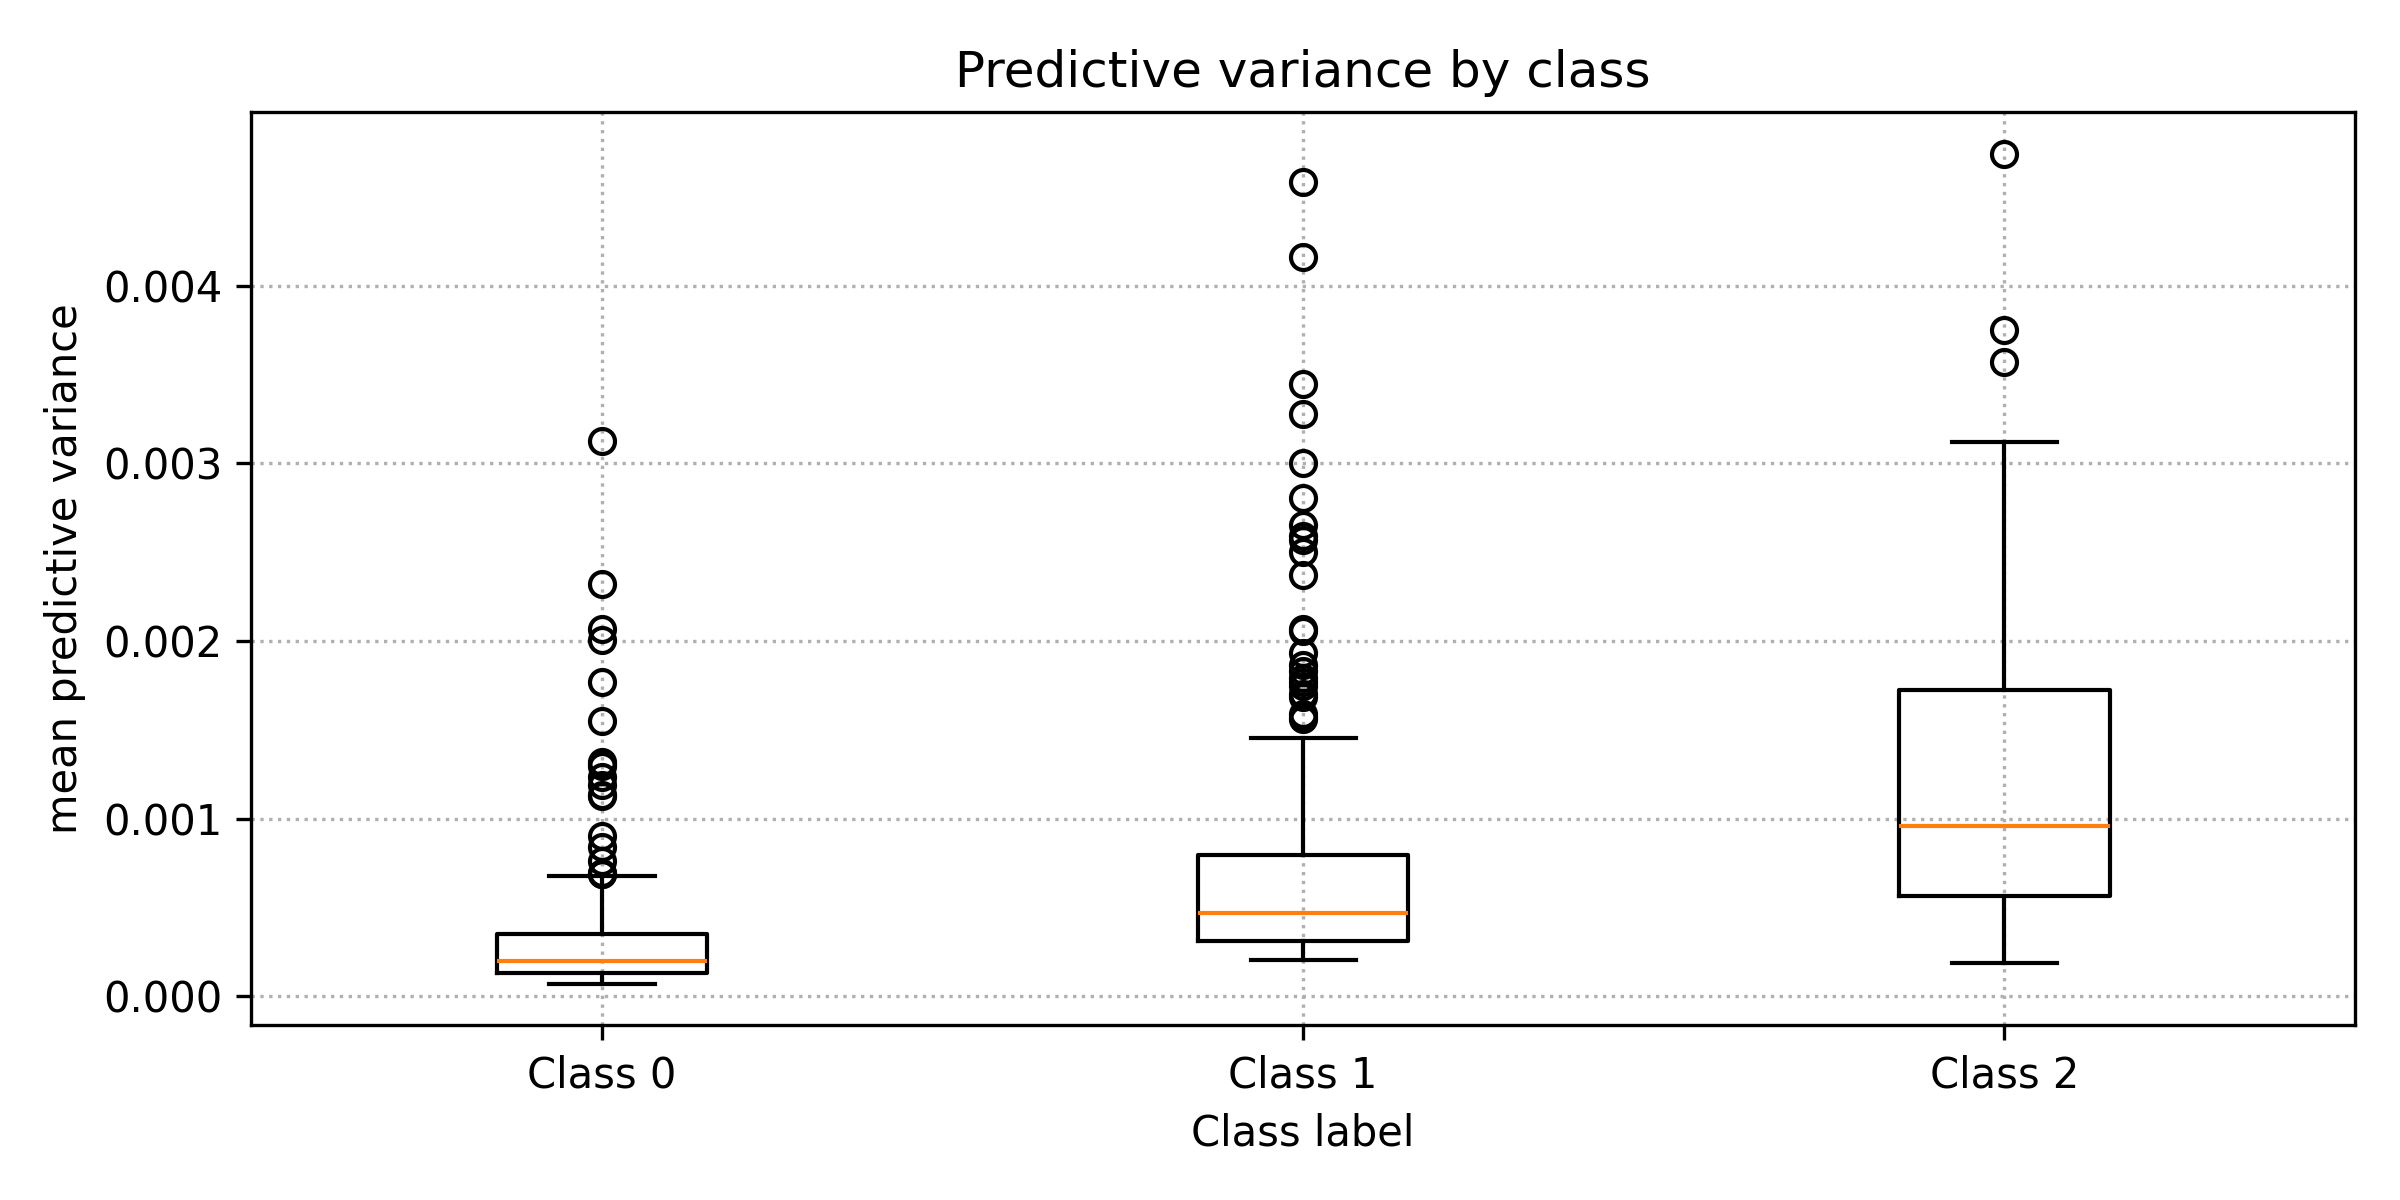 Predictive variance by class
mean predictive variance
0.004
0.003
0.002
0.001
0.000
Class 0
Class 1
Class 2
Class label